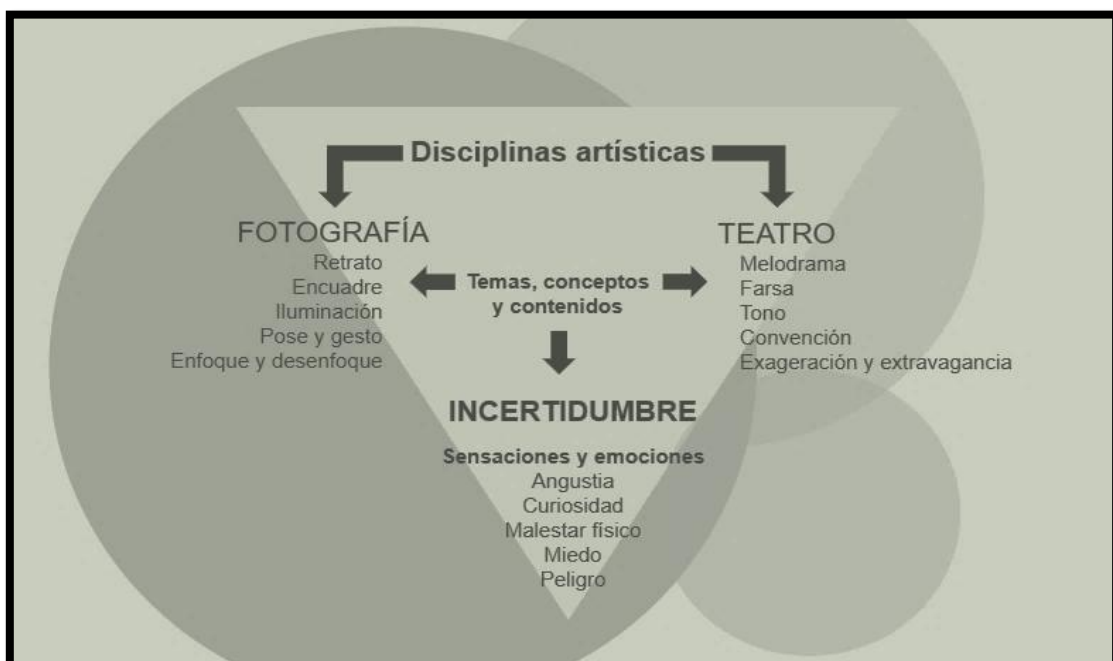 Disciplinas artísticas
FOTOGRAFÍA
Retrato
Encuadre
Iluminación
Pose y gesto
Enfoque y desenfoque
Temas, conceptos
y contenidos
TEATRO
Melodrama
Farsa
Tono
Convención
Exageración y extravagancia
INCERTIDUMBRE
Sensaciones y emociones
Angustia
Curiosidad
Malestar físico
Miedo
Peligro